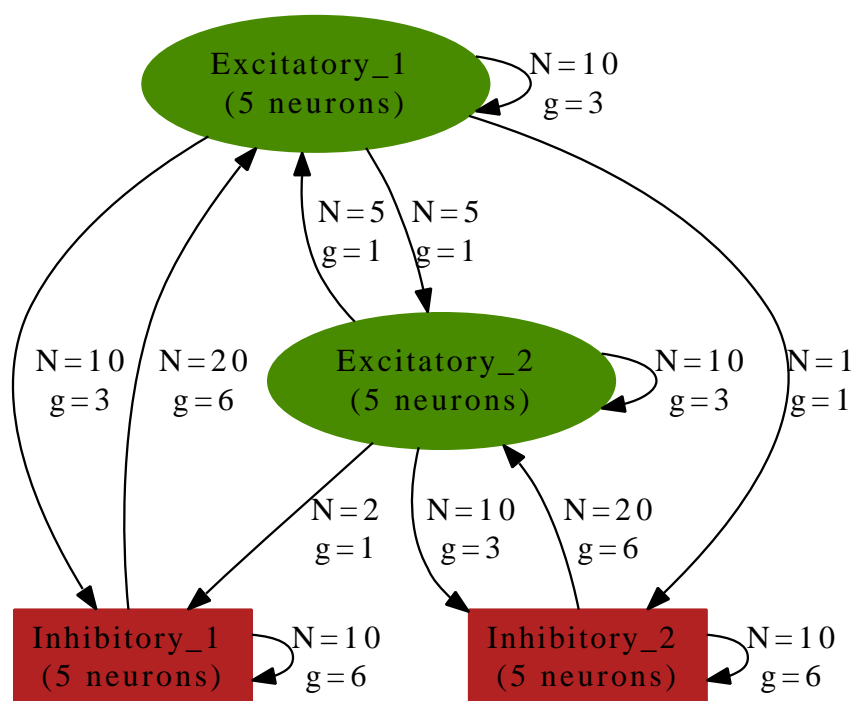 Excitatory_1
(5 neurons)
N=10
g=3
N=5
g=1
N=5
g=1
Excitatory_2
(5 neurons)
N=10
g=3
N=10
g=3
N=20
g=6
N=1
g=1
N=2
g=1
N=10
g=3
N=20
g=6
Inhibitory_1
(5 neurons)
N=10
g=6
Inhibitory_2
(5 neurons)
N=10
g=6